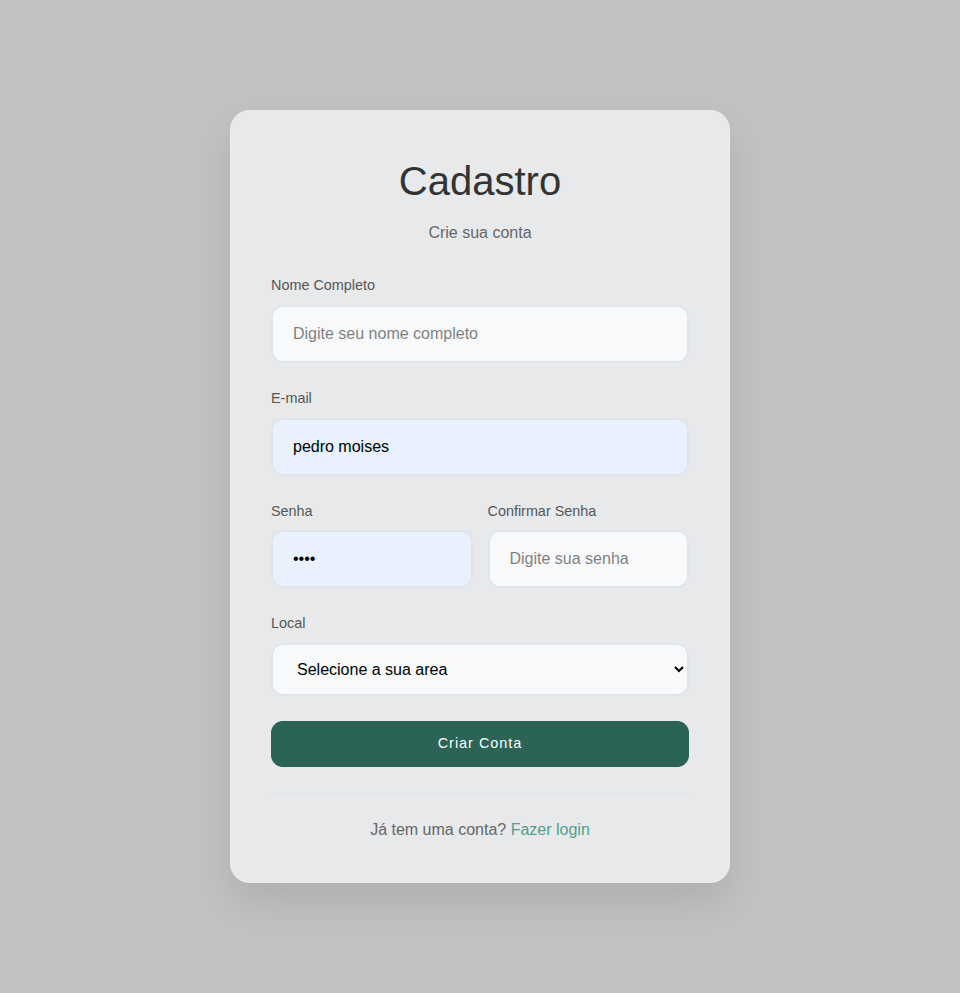 Cadastro
Crie sua conta
Nome Completo
Digite seu nome completo
E-mail
pedro moises
Senha
Confirmar Senha
••••
Digite sua senha
Local
Selecione a sua area
Criar Conta
Já tem uma conta? Fazer login